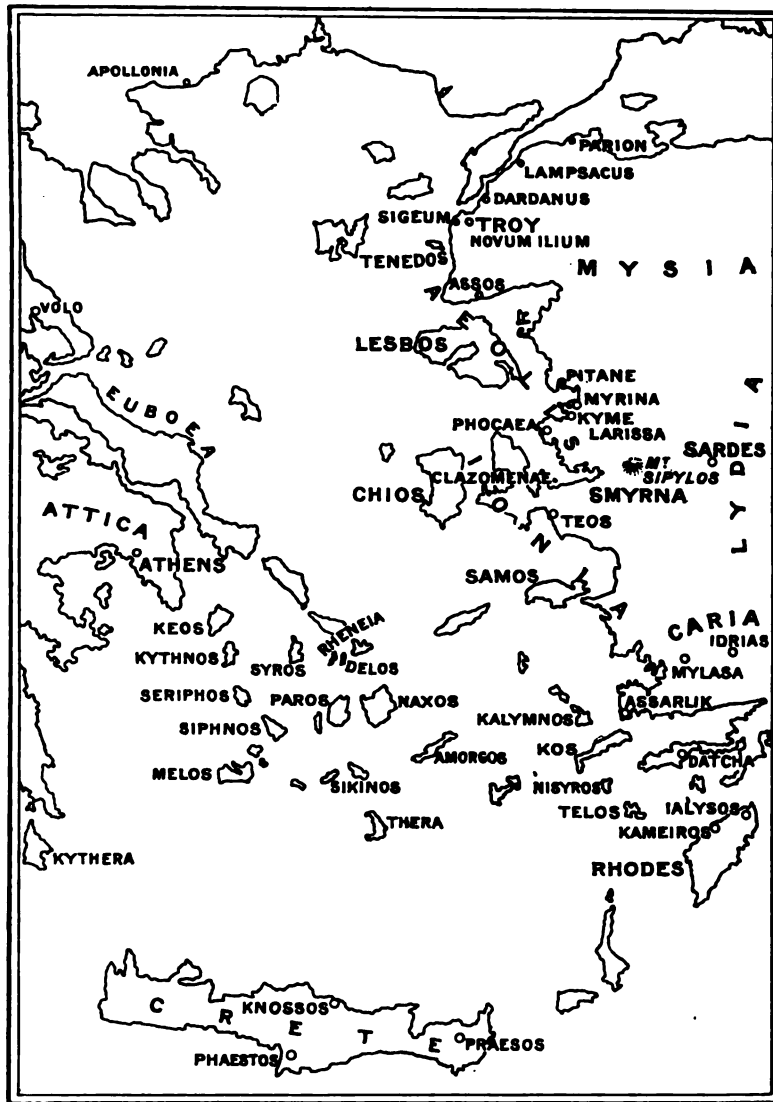 APOLLONIA
PARION
LAMPSACUS
DARDANUS
SIGEUM
TROY
NOVUM ILIUM
TENEDOS
MYSIA
ASSOS
VOLO
AEOLIS
LESBOS
EUBOEA
PITANE
MYRINA
KYME
PHOCAEA
LARISSA
SARDES
MT.
SIPYLOS
LYDIA
CLAZOMENAE
CHIOS
SMYRNA
IONIA
ATTICA
TEOS
ATHENS
SAMOS
KEOS
RHENEIA
CARIA
IDRIAS
KYTHNOS
SYROS
DELOS
MYLASA
SERIPHOS
PAROS
NAXOS
ASSARLIK
SIPHNOS
KALYMNOS
KOS
AMORGOS
DATCHA
MELOS
SIKINOS
NISYROS
TELOS
IALYSOS
THERA
KAMEIROS
KYTHERA
RHODES
CRETE
KNOSSOS
PRAESOS
PHAESTOS